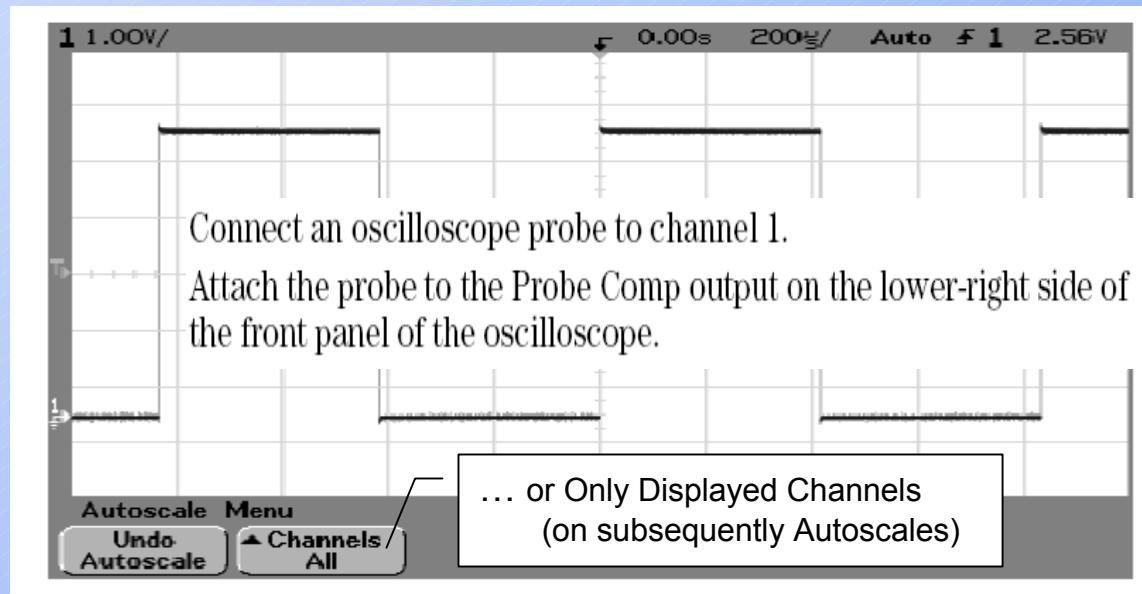 1 1.00V/ 0.00s 200㎲/ Auto 1 2.56V
Connect an oscilloscope probe to channel 1.
Attach the probe to the Probe Comp output on the lower-right side of
the front panel of the oscilloscope.
T
1
... or Only Displayed Channels
(on subsequently Autoscales)
Autoscale Menu
Undo Autoscale
Channels All